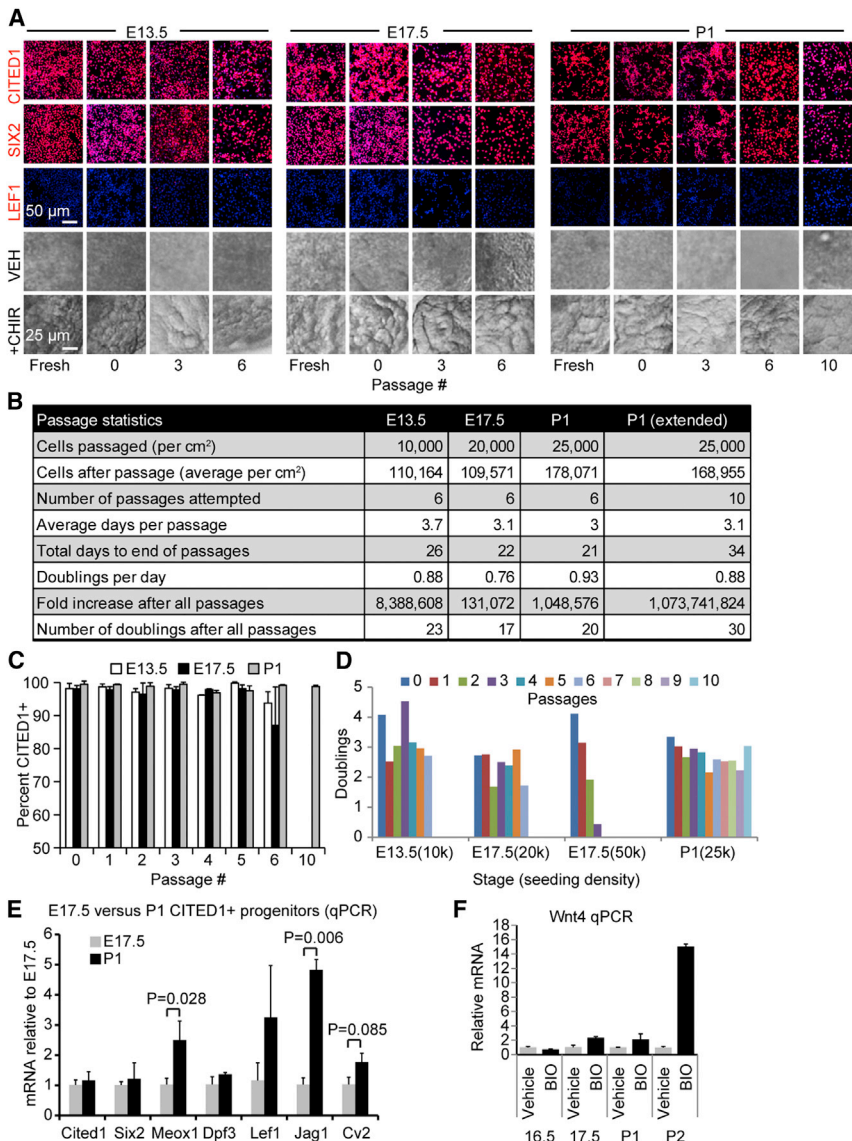 A
E13.5 E17.5 P1
CITED1
SIX2
LEF1
50 µm
VEH
+CHIR
25 µm
Fresh 0 3 6 Fresh 0 3 6 Fresh 0 3 6 10
Passage #
B
Passage statistics E13.5 E17.5 P1 P1 (extended)
Cells passaged (per cm²) 10,000 20,000 25,000 25,000
Cells after passage (average per cm²) 110,164 109,571 178,071 168,955
Number of passages attempted 6 6 6 10
Average days per passage 3.7 3.1 3 3.1
Total days to end of passages 26 22 21 34
Doublings per day 0.88 0.76 0.93 0.88
Fold increase after all passages 8,388,608 131,072 1,048,576 1,073,741,824
Number of doublings after all passages 23 17 20 30
C
E13.5 E17.5 P1
Percent CITED1+
100
90
80
70
60
50
0 1 2 3 4 5 6 10
Passage #
D
0 1 2 3 4 5 6 7 8 9 10
Passages
Doublings
5
4
3
2
1
0
E13.5(10k) E17.5(20k) E17.5(50k) P1(25k)
Stage (seeding density)
E
E17.5 versus P1 CITED1+ progenitors (qPCR)
E17.5
P1
mRNA relative to E17.5
6
5
4
3
2
1
0
P=0.028
P=0.006
P=0.085
Cited1 Six2 Meox1 Dpf3 Lef1 Jag1 Cv2
F
Wnt4 qPCR
Relative mRNA
18
16
14
12
10
8
6
4
2
0
Vehicle BIO Vehicle BIO Vehicle BIO Vehicle BIO
16.5 17.5 P1 P2